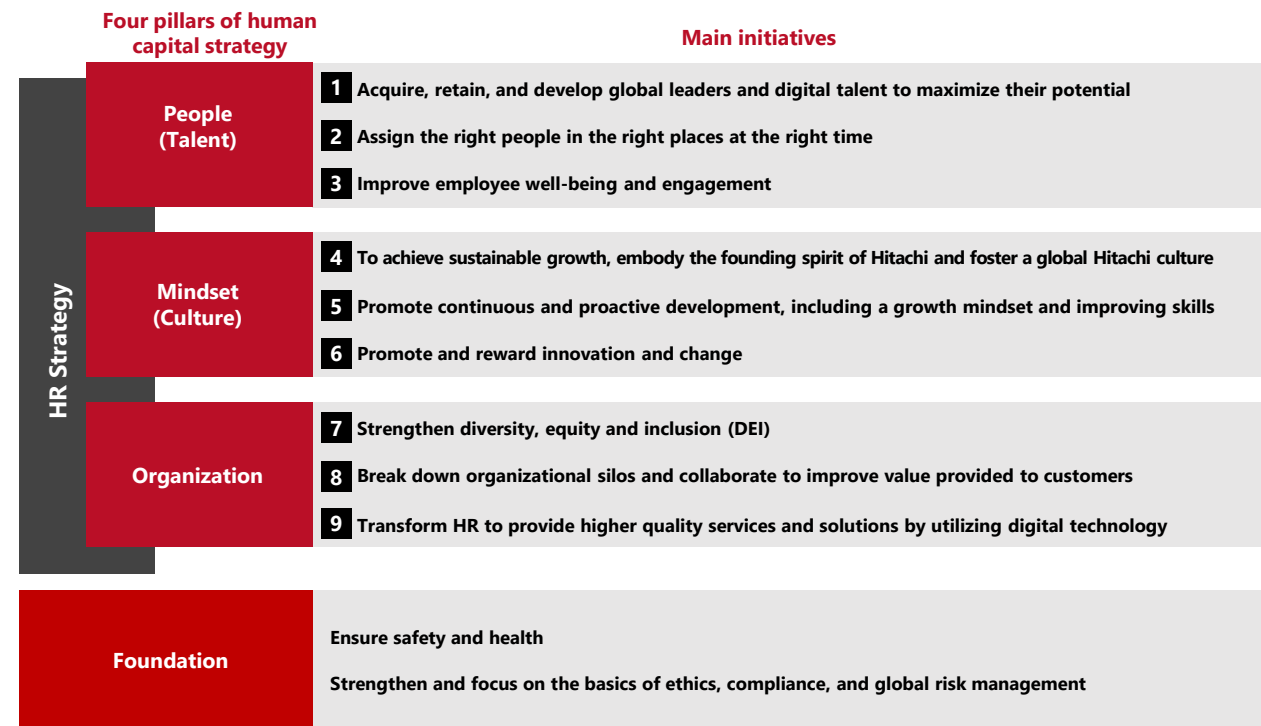 Four pillars of human
capital strategy
Main initiatives
HR Strategy
People
(Talent)
1 Acquire, retain, and develop global leaders and digital talent to maximize their potential
2 Assign the right people in the right places at the right time
3 Improve employee well-being and engagement
Mindset
(Culture)
4 To achieve sustainable growth, embody the founding spirit of Hitachi and foster a global Hitachi culture
5 Promote continuous and proactive development, including a growth mindset and improving skills
6 Promote and reward innovation and change
Organization
7 Strengthen diversity, equity and inclusion (DEI)
8 Break down organizational silos and collaborate to improve value provided to customers
9 Transform HR to provide higher quality services and solutions by utilizing digital technology
Foundation
Ensure safety and health
Strengthen and focus on the basics of ethics, compliance, and global risk management